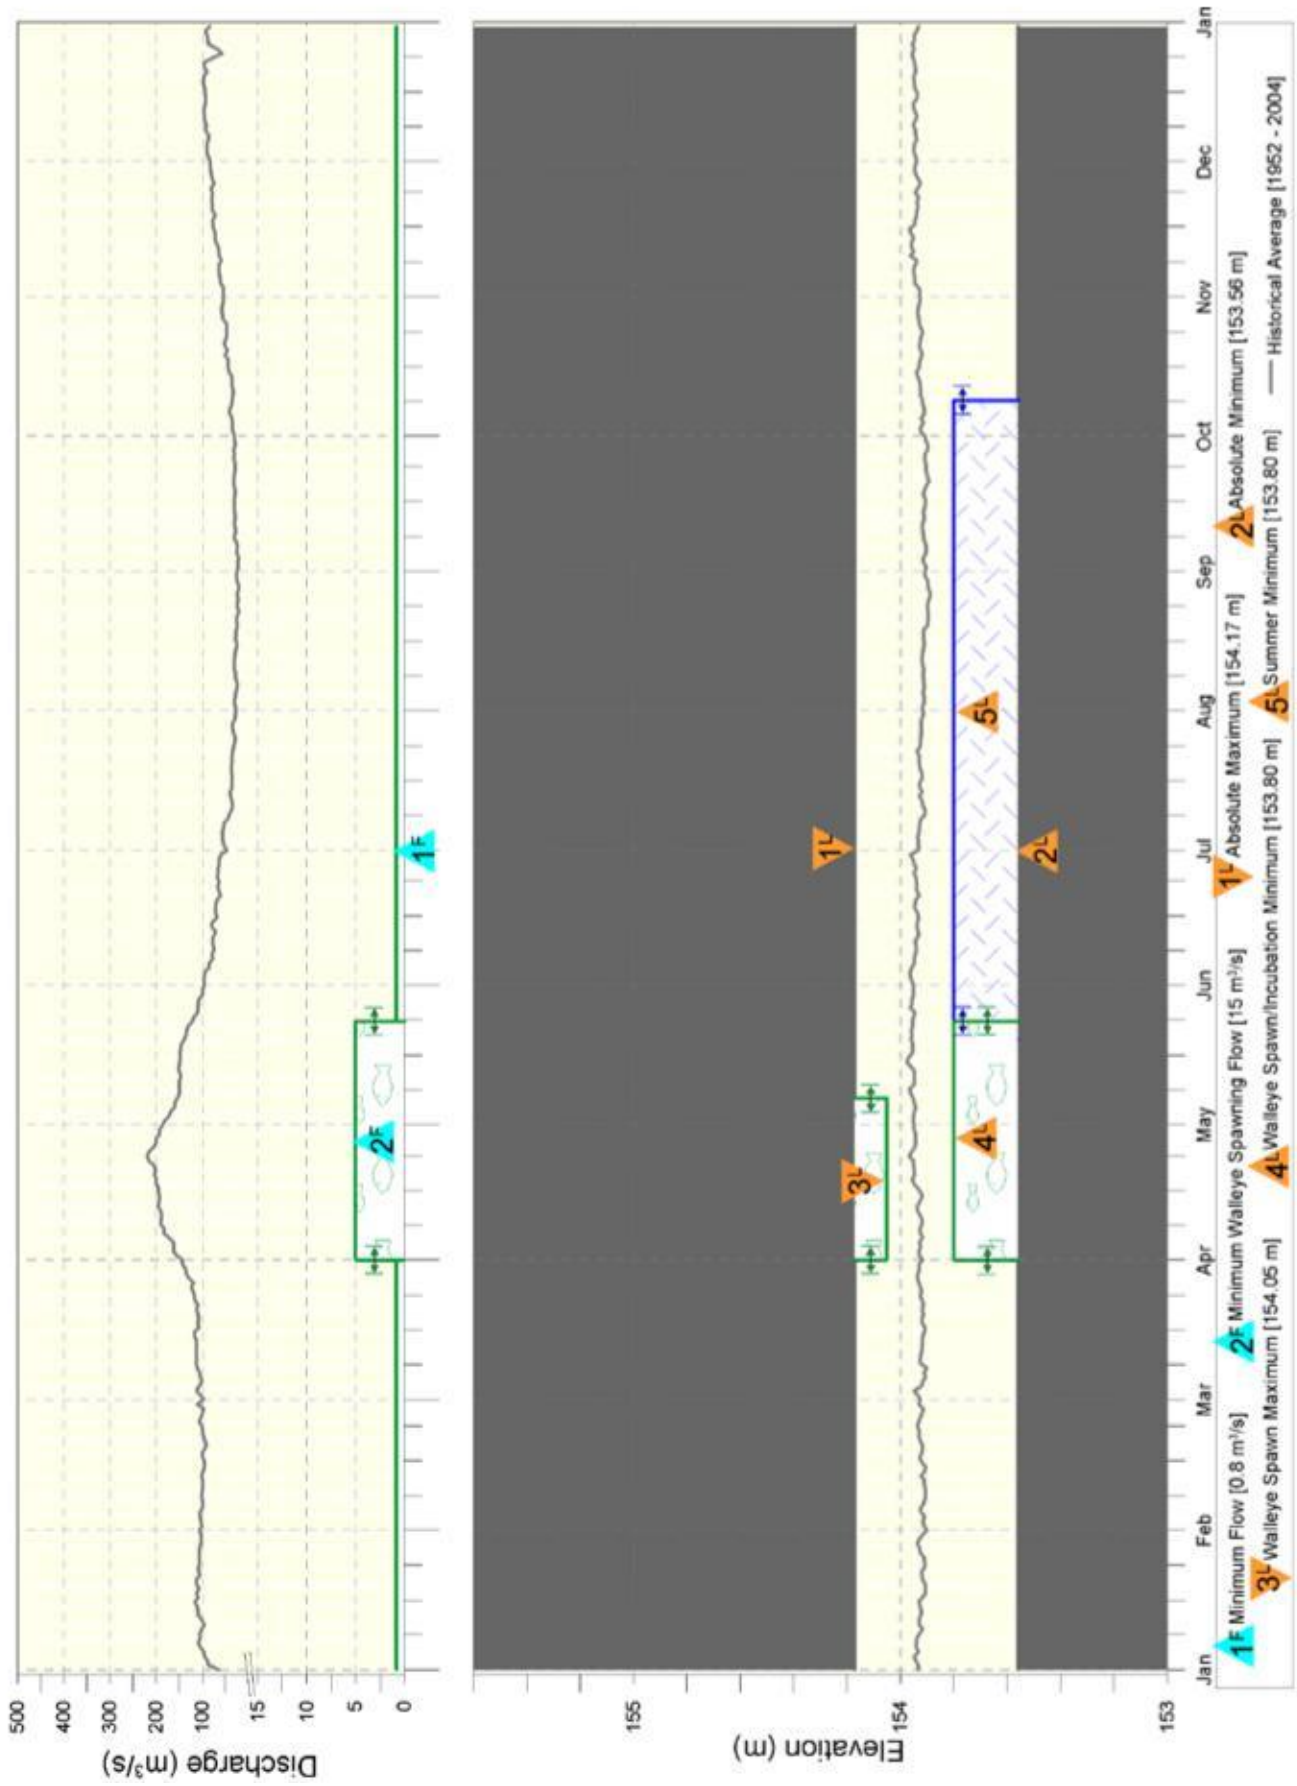 500
400
300
200
100
15
10
5
0
Discharge (m³/s)
1F
2F
155
154
153
Elevation (m)
1L
2L
3L
4L
5L
Jan Feb Mar Apr May Jun Jul Aug Sep Oct Nov Dec Jan
1F Minimum Flow [0.8 m³/s] 2F Minimum Walleye Spawning Flow [15 m³/s] 1L Absolute Maximum [154.17 m] 2L Absolute Minimum [153.56 m]
3L Walleye Spawn Maximum [154.05 m] 4L Walleye Spawn/Incubation Minimum [153.80 m] 5L Summer Minimum [153.80 m] Historical Average [1952 - 2004]